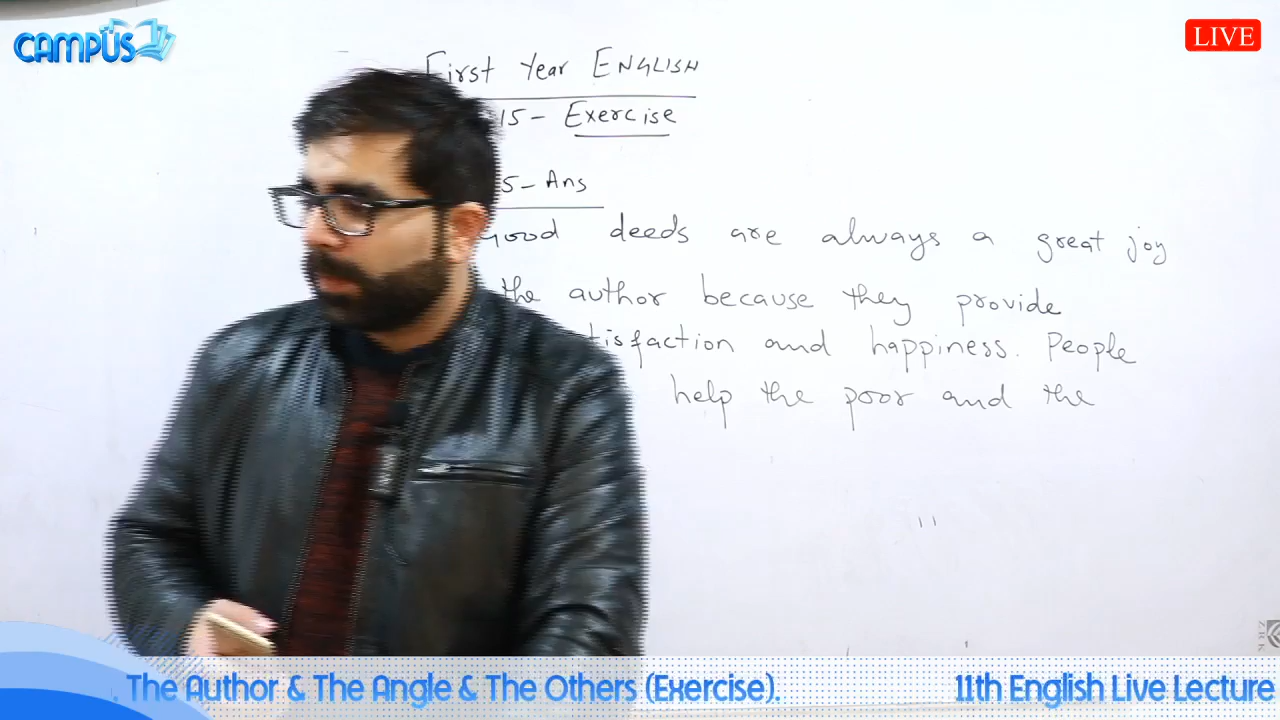 CAMPUS
LIVE
First Year ENGLISH
15- Exercise
5- Ans
Good deeds are always a great joy
the author because they provide
happiness. People
and
help the poor and the
. The Author & The Angle & The Others (Exercise).
11th English Live Lecture